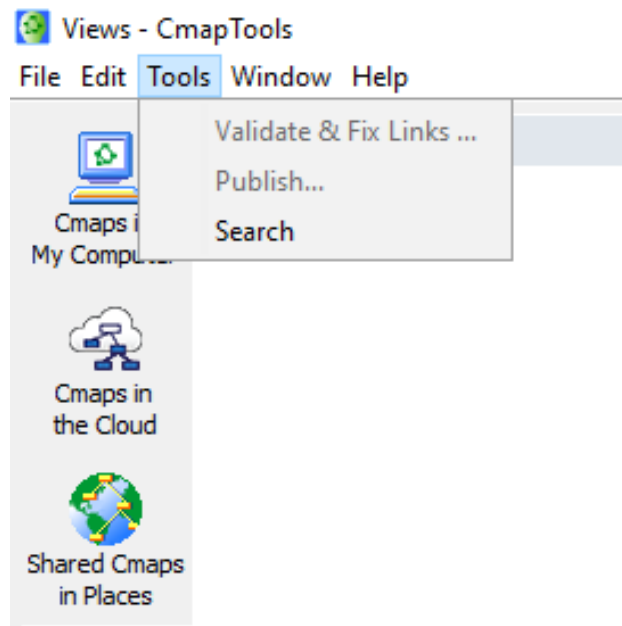 Views - CmapTools
File Edit Tools Window Help
Validate & Fix Links ...
Publish...
Search
Cmaps i
My Computer
Cmaps in
the Cloud
Shared Cmaps
in Places